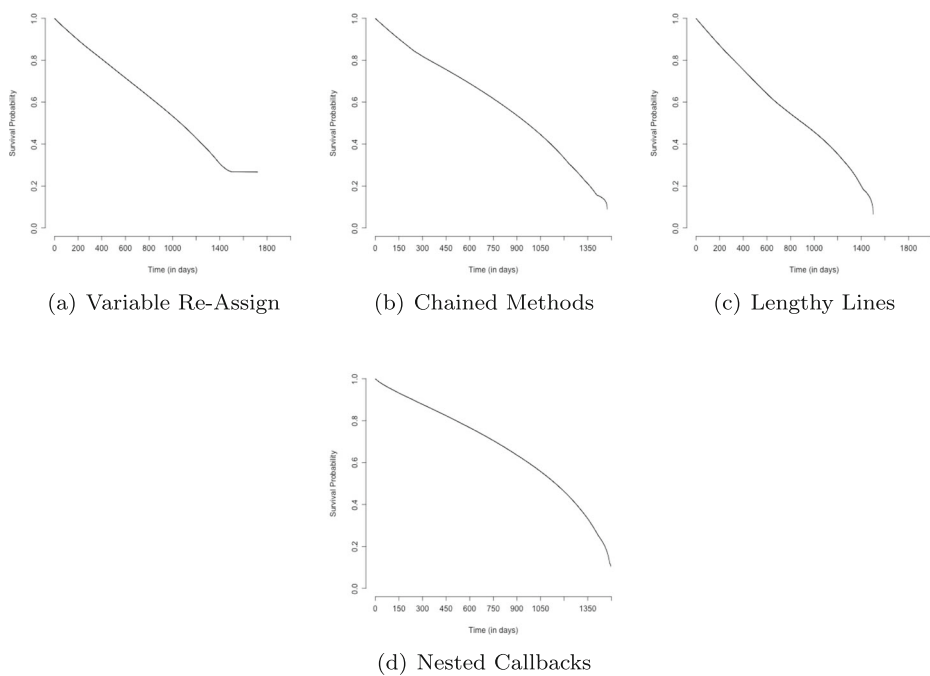 1.0
0.8
0.6
0.4
0.2
0.0
Survival Probability
0 200 400 600 800 1000 1400 1800
Time (in days)
(a) Variable Re-Assign
1.0
0.8
0.6
0.4
0.2
0.0
Survival Probability
0 150 300 450 600 750 900 1050 1350
Time (in days)
(b) Chained Methods
1.0
0.8
0.6
0.4
0.2
0.0
Survival Probability
0 200 400 600 800 1000 1400 1800
Time (in days)
(c) Lengthy Lines
1.0
0.8
0.6
0.4
0.2
0.0
Survival Probability
0 150 300 450 600 750 900 1050 1350
Time (in days)
(d) Nested Callbacks